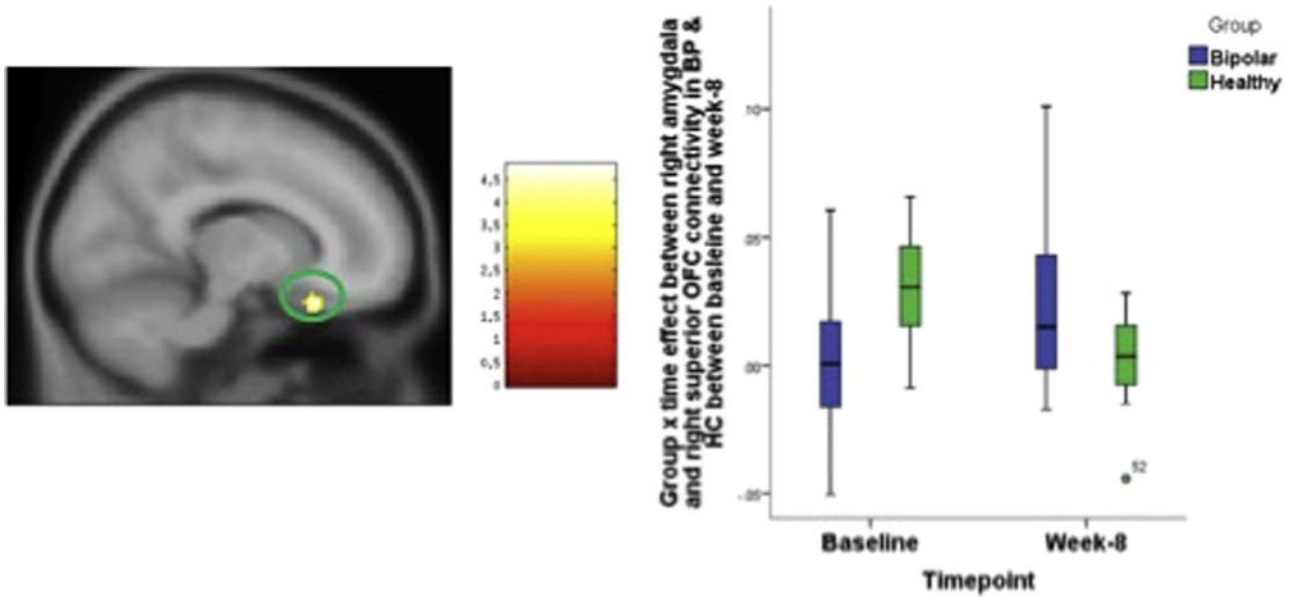 4,5
4
3,5
3
2,5
2
1,5
1
0,5
0
Group x time effect between right amygdala
and right superior OFC connectivity in BP &
HC between basleine and week-8
.10
.05
.00
-.05
52
Baseline
Week-8
Timepoint
Group
Bipolar
Healthy